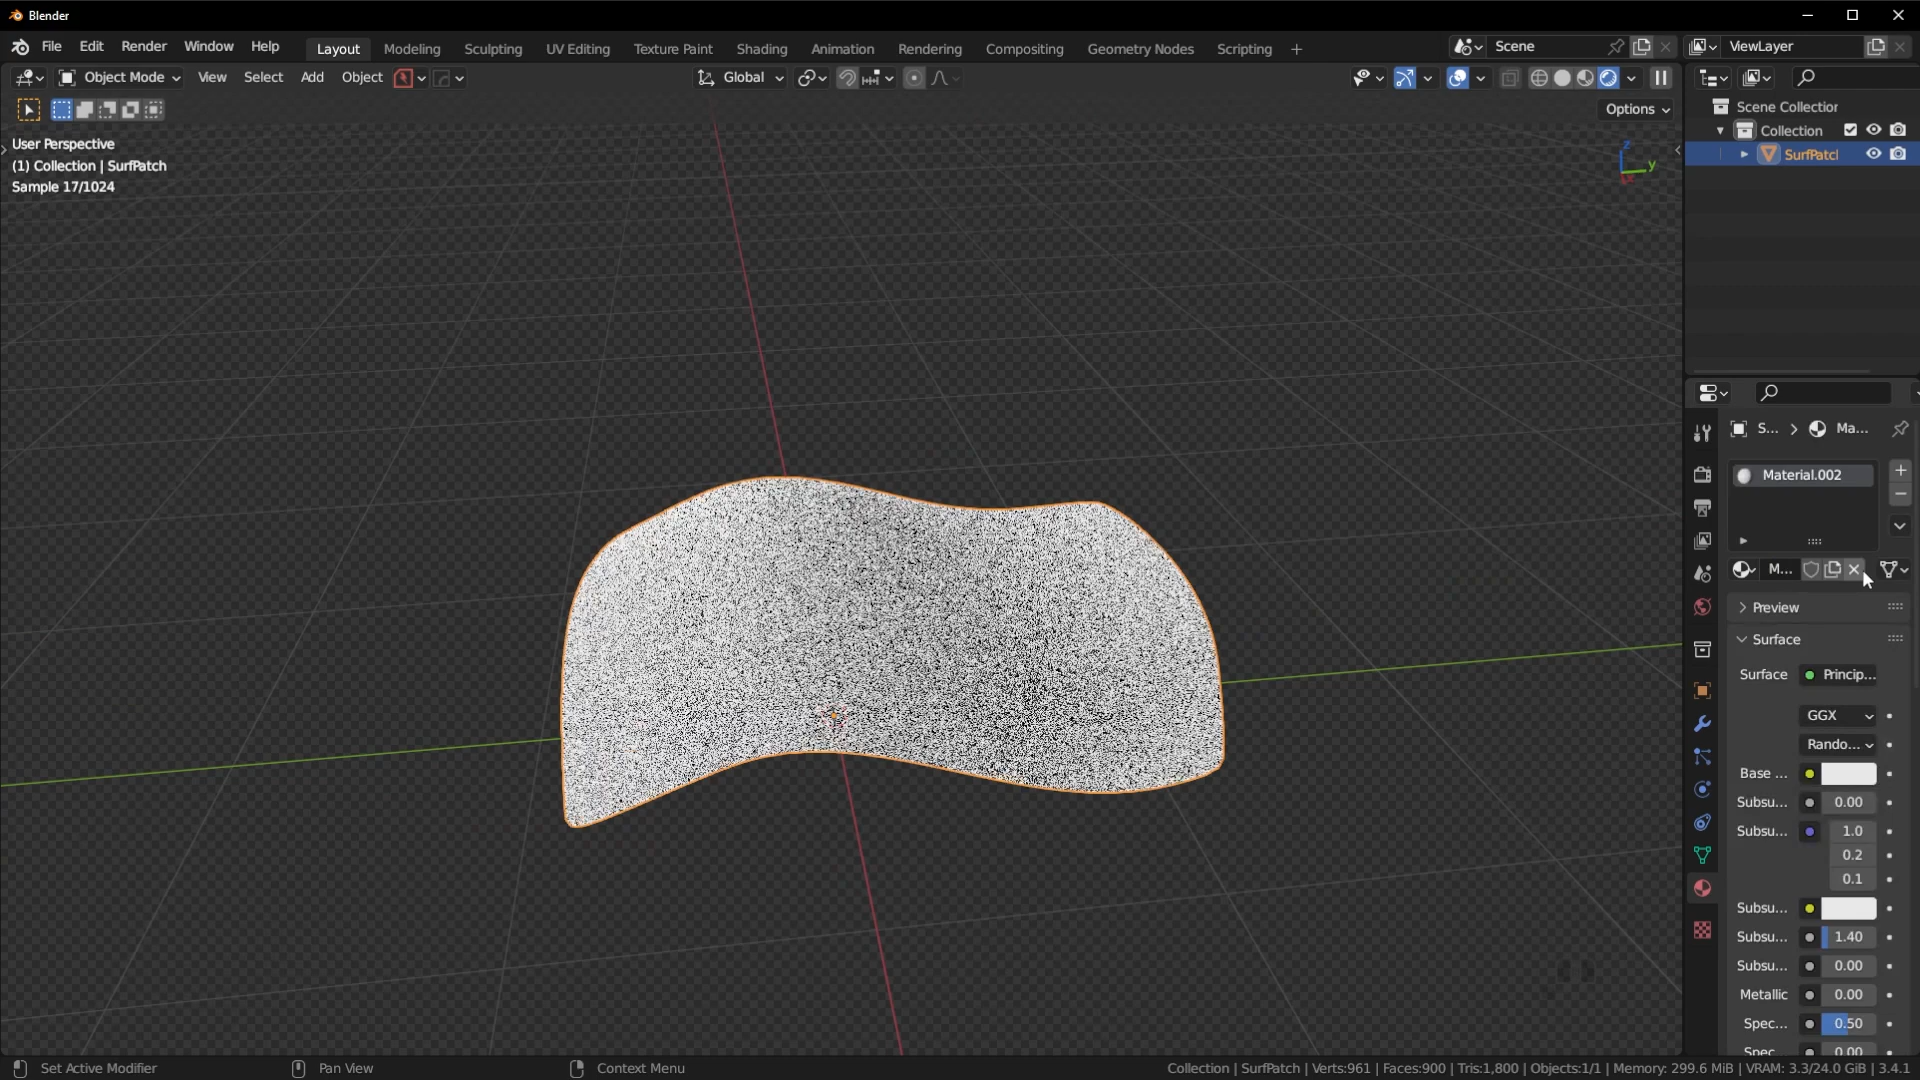 Blender
File Edit Render Window Help Layout Modeling Sculpting UV Editing Texture Paint Shading Animation Rendering Compositing Geometry Nodes Scripting + Scene ViewLayer
Object Mode View Select Add Object Global
Options
User Perspective
(1) Collection | SurfPatch
Sample 17/1024
z
y
x
Scene Collection
Collection
SurfPatcl
S... > Ma...
Material.002
M...
Preview
Surface
Surface Princip...
GGX
Rando...
Base ...
Subsu... 0.00
Subsu... 1.0
0.2
0.1
Subsu...
Subsu... 1.40
Subsu... 0.00
Metallic 0.00
Spec... 0.50
Spec... 0.00
Set Active Modifier Pan View Context Menu Collection | SurfPatch | Verts:961 | Faces:900 | Tris:1,800 | Objects:1/1 | Memory: 299.6 MiB | VRAM: 3.3/24.0 GiB | 3.4.1